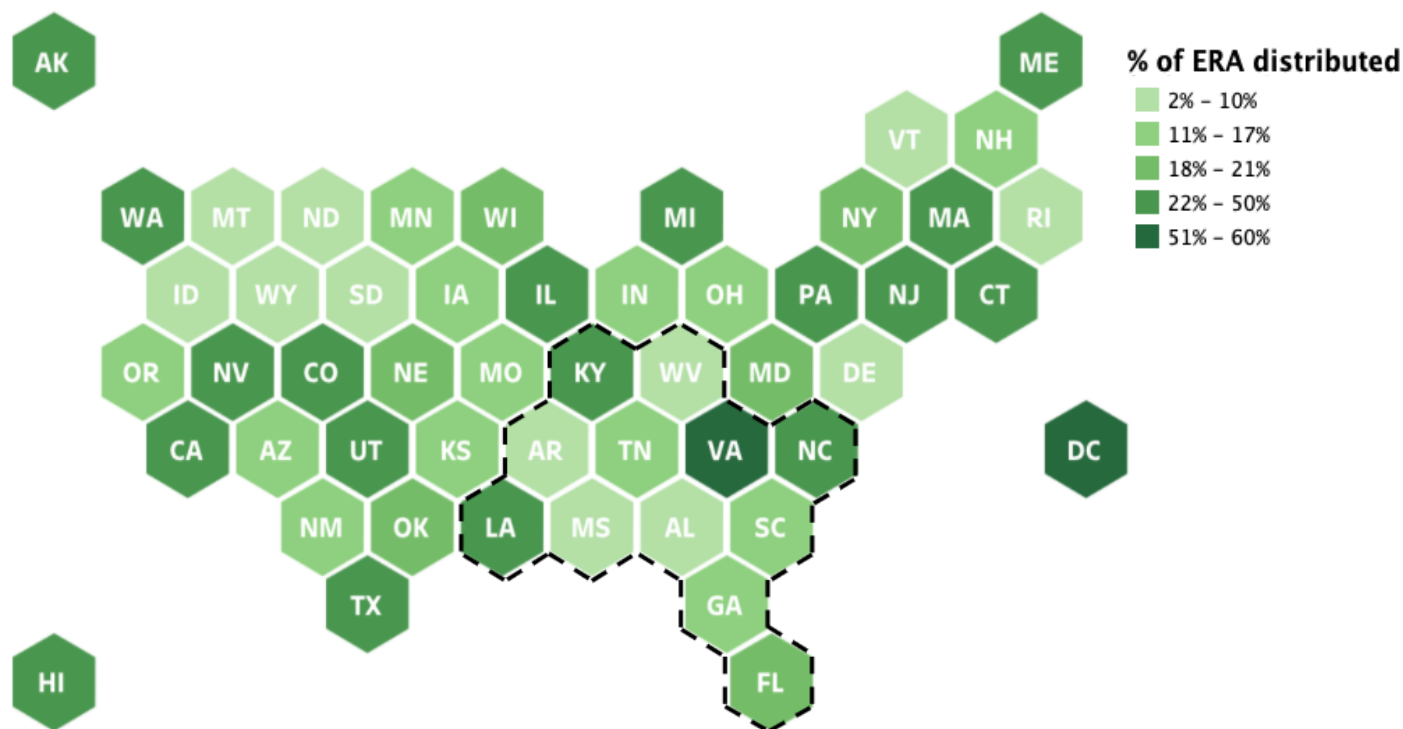 AK
ME
% of ERA distributed
2% – 10%
11% – 17%
18% – 21%
22% – 50%
51% – 60%
VT NH
WA MT ND MN WI MI NY MA RI
ID WY SD IA IL IN OH PA NJ CT
OR NV CO NE MO KY WV MD DE
CA AZ UT KS AR TN VA NC DC
NM OK LA MS AL SC
TX GA
HI FL